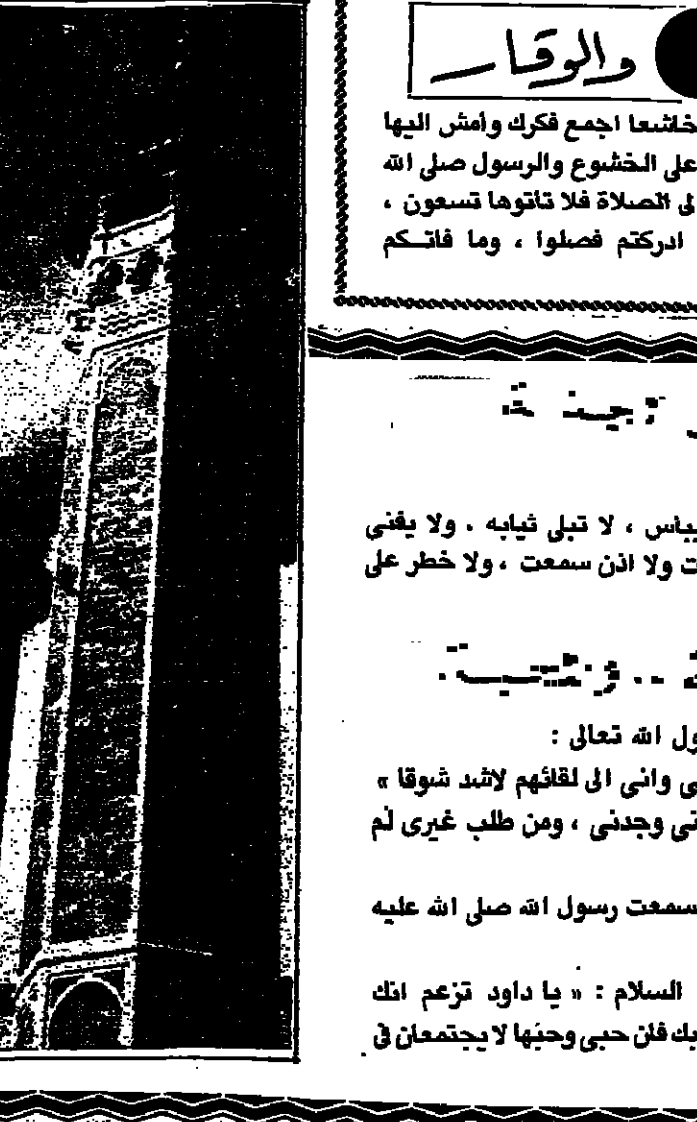 والوقار
خاشعا اجمع فكرك وأمش اليها
على الخشوع والرسول صلى الله
الصلاة فلا تأتوها تسعون ،
ادركتم فصلوا ، وما فاتكم
يباس ، لا تبلى ثيابه . ولا يفنى
ت ولا اذن سمعت ، ولا خطر على
ول الله تعالى :
ى وانى الى لقائهم لاشد شوقا »
نى وجدنى ، ومن طلب غيرى لم
سمعت رسول الله صلى الله عليه
السلام : « يا داود تزعم انك
بك فان حبى وحبها لا يجتمعان فى